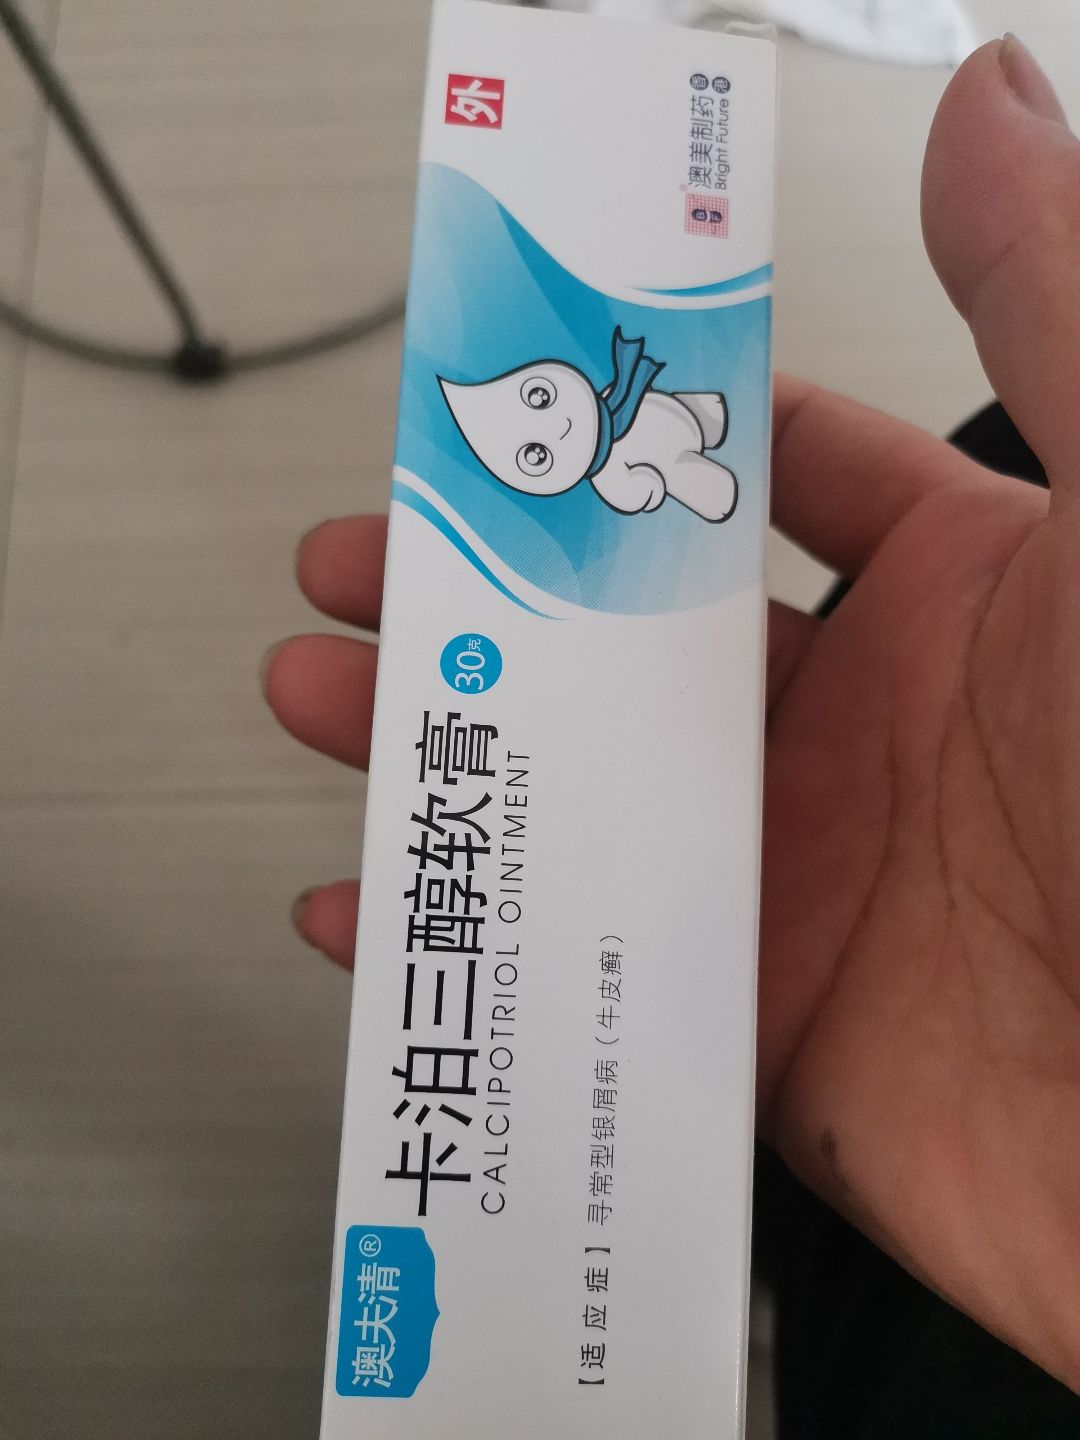 澳夫清®
卡泊三醇软膏 30克
CALCIPOTRIOL OINTMENT
【适应症】寻常型银屑病（牛皮癣）
外
BF
澳美制药 香港
Bright Future